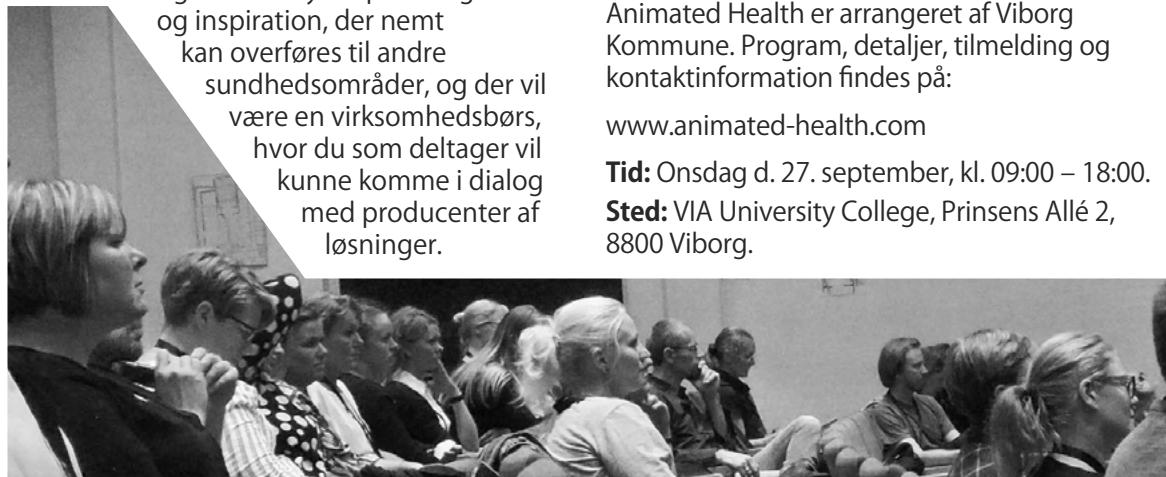 og inspiration, der nemt
kan overføres til andre
sundhedsområder, og der vil
være en virksomhedsbørs,
hvor du som deltager vil
kunne komme i dialog
med producenter af
løsninger.
Animated Health er arrangeret af Viborg
Kommune. Program, detaljer, tilmelding og
kontaktinformation findes på:
www.animated-health.com
Tid: Onsdag d. 27. september, kl. 09:00 – 18:00.
Sted: VIA University College, Prinsens Allé 2,
8800 Viborg.